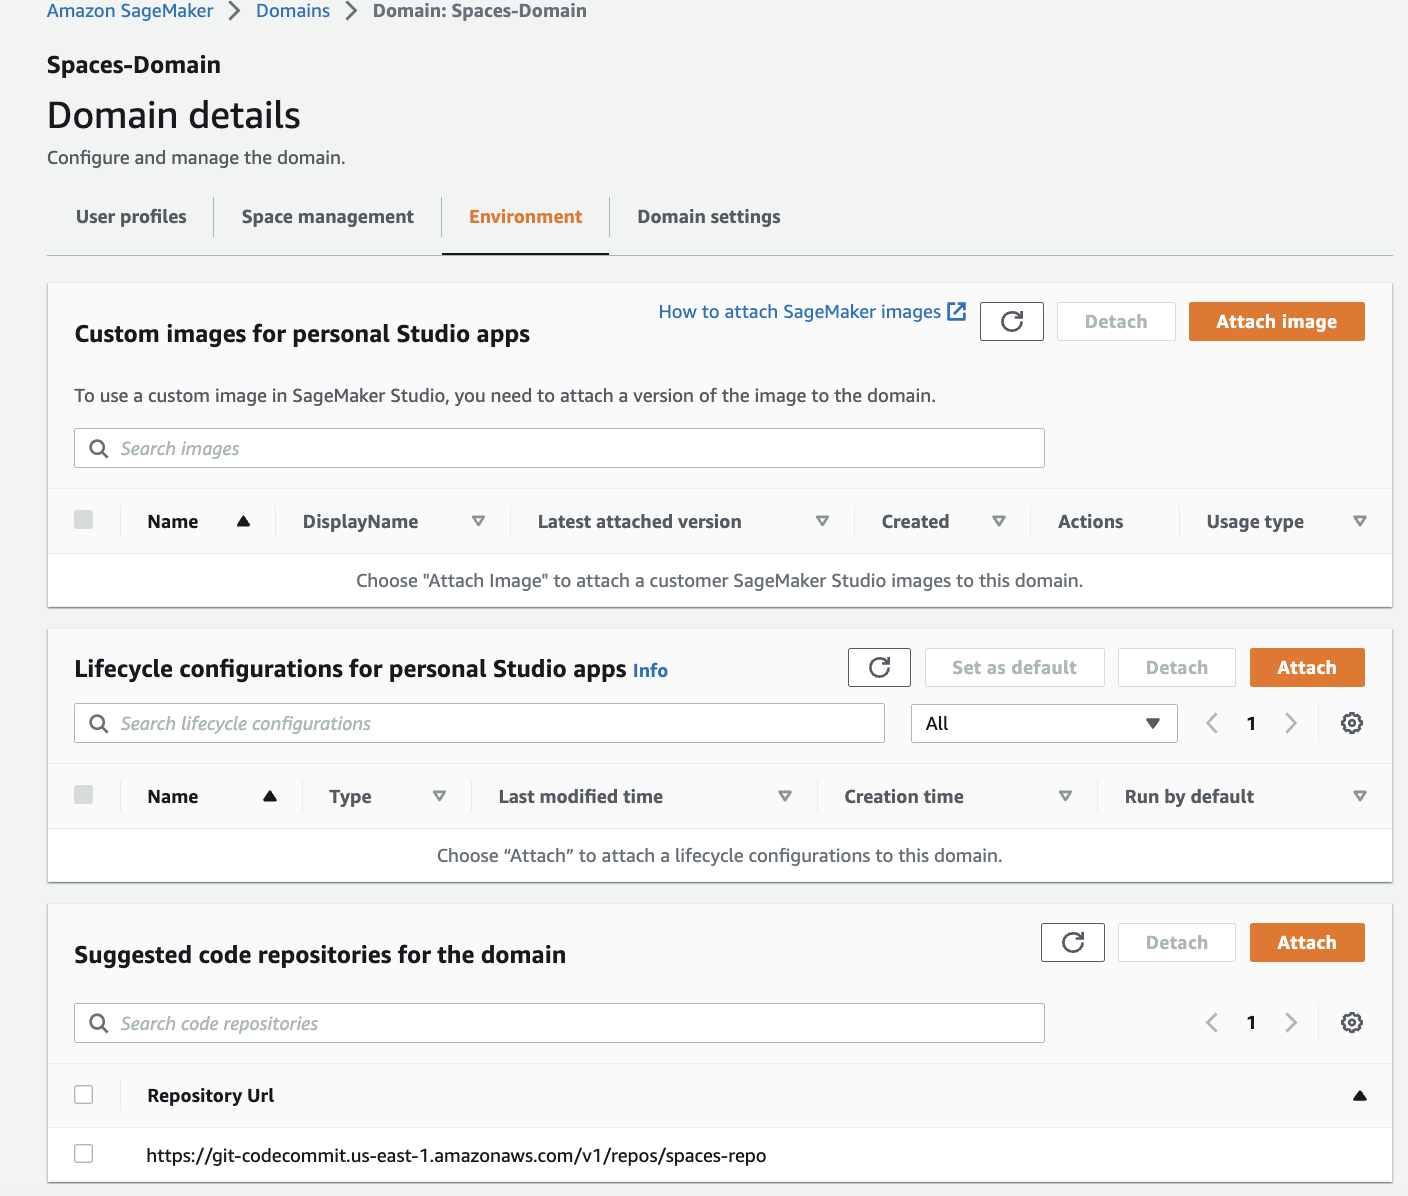 Amazon SageMaker > Domains > Domain: Spaces-Domain
Spaces-Domain
Domain details
Configure and manage the domain.
User profiles Space management Environment Domain settings
Custom images for personal Studio apps How to attach SageMaker images Detach Attach image
To use a custom image in SageMaker Studio, you need to attach a version of the image to the domain.
Search images
Name DisplayName Latest attached version Created Actions Usage type
Choose "Attach Image" to attach a customer SageMaker Studio images to this domain.
Lifecycle configurations for personal Studio apps Info Set as default Detach Attach
Search lifecycle configurations All 1
Name Type Last modified time Creation time Run by default
Choose “Attach” to attach a lifecycle configurations to this domain.
Suggested code repositories for the domain Detach Attach
Search code repositories 1
Repository Url
https://git-codecommit.us-east-1.amazonaws.com/v1/repos/spaces-repo